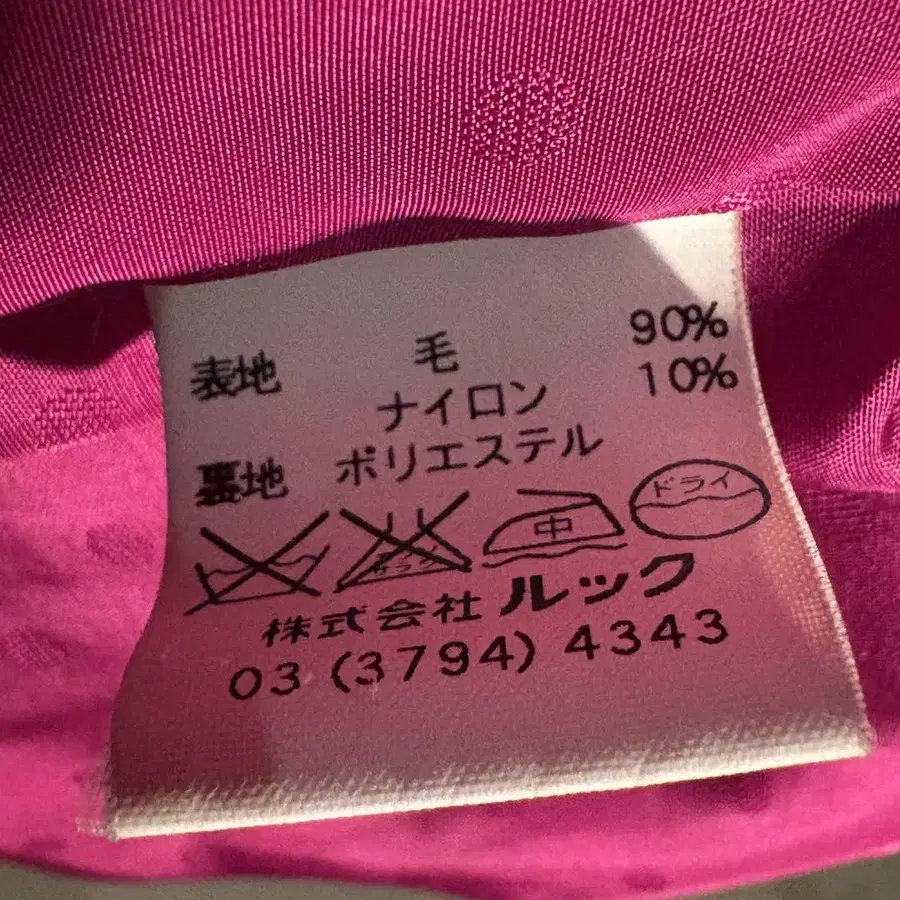 表地 毛 90%
ナイロン 10%
裏地 ポリエステル
中 ドライ
株式会社 ルック
03 (3794) 4343